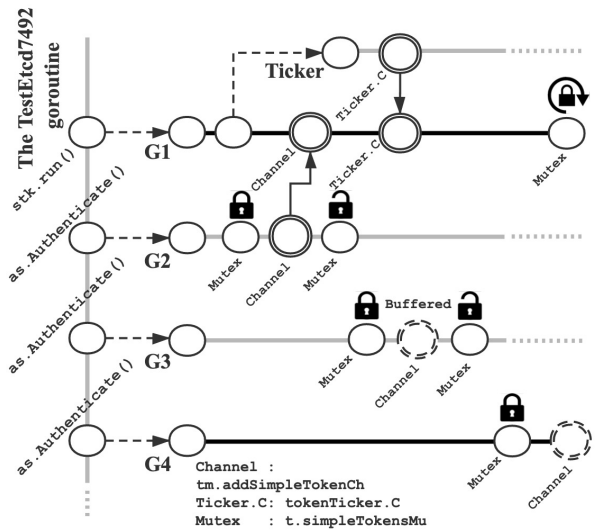 The TestEtcd7492
goroutine
Ticker
Ticker.C
stk.run()
G1
Channel
Ticker.C
Mutex
as.Authenticate()
G2
Mutex
Channel
Mutex
as.Authenticate()
Buffered
G3
Mutex
Channel
Mutex
as.Authenticate()
G4
Mutex
Channel
Channel :
tm.addSimpleTokenCh
Ticker.C: tokenTicker.C
Mutex : t.simpleTokensMu